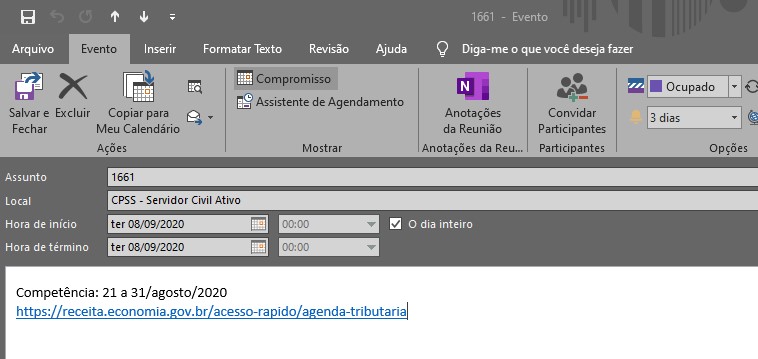 1661 - Evento
Arquivo Evento Inserir Formatar Texto Revisão Ajuda Diga-me o que você deseja fazer
Salvar e Fechar
Excluir
Copiar para Meu Calendário
Ações
Compromisso
Assistente de Agendamento
Mostrar
Anotações da Reunião
Anotações da Reu...
Convidar Participantes
Participantes
Ocupado
3 dias
Opções
Assunto 1661
Local CPSS - Servidor Civil Ativo
Hora de início ter 08/09/2020 00:00 O dia inteiro
Hora de término ter 08/09/2020 00:00
Competência: 21 a 31/agosto/2020
https://receita.economia.gov.br/acesso-rapido/agenda-tributaria